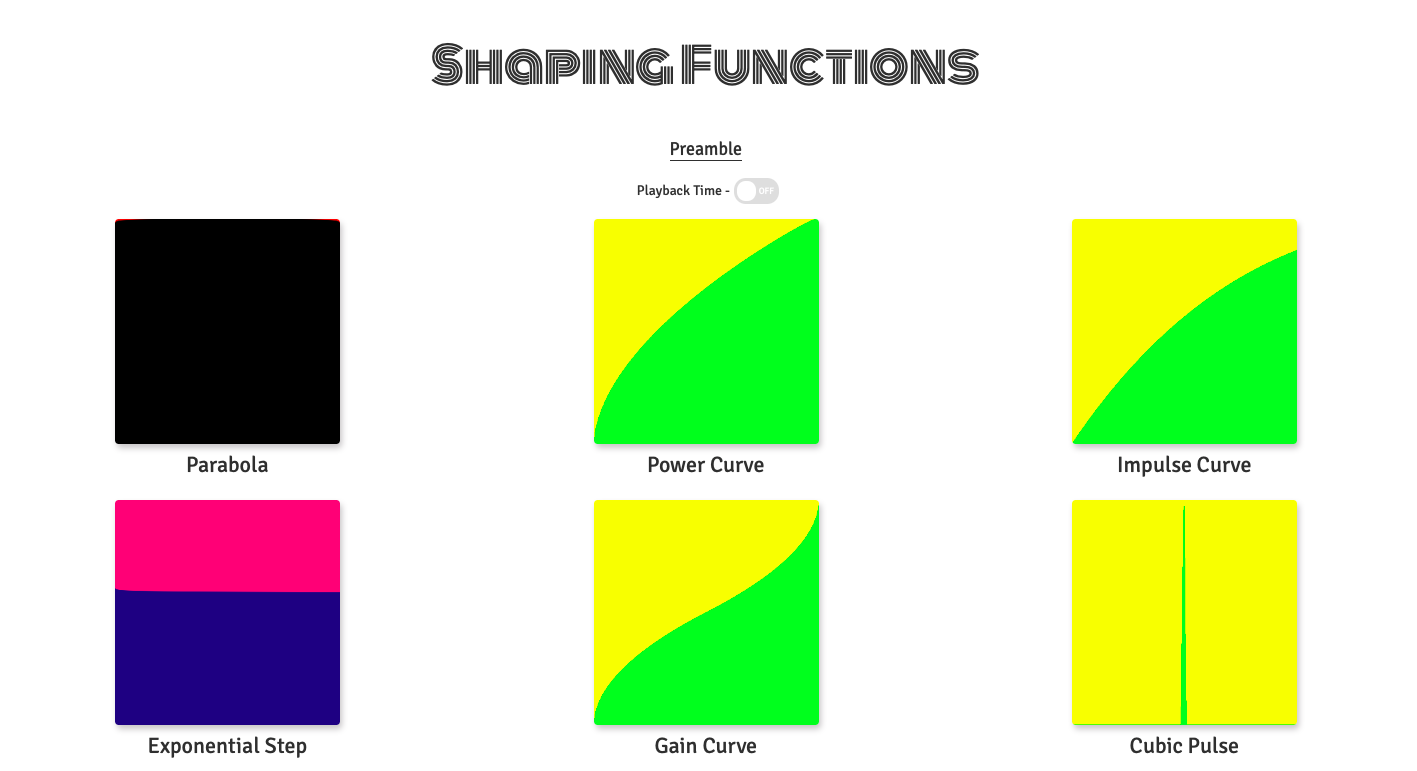 Shaping Functions
Preamble
Playback Time - OFF
Parabola
Power Curve
Impulse Curve
Exponential Step
Gain Curve
Cubic Pulse